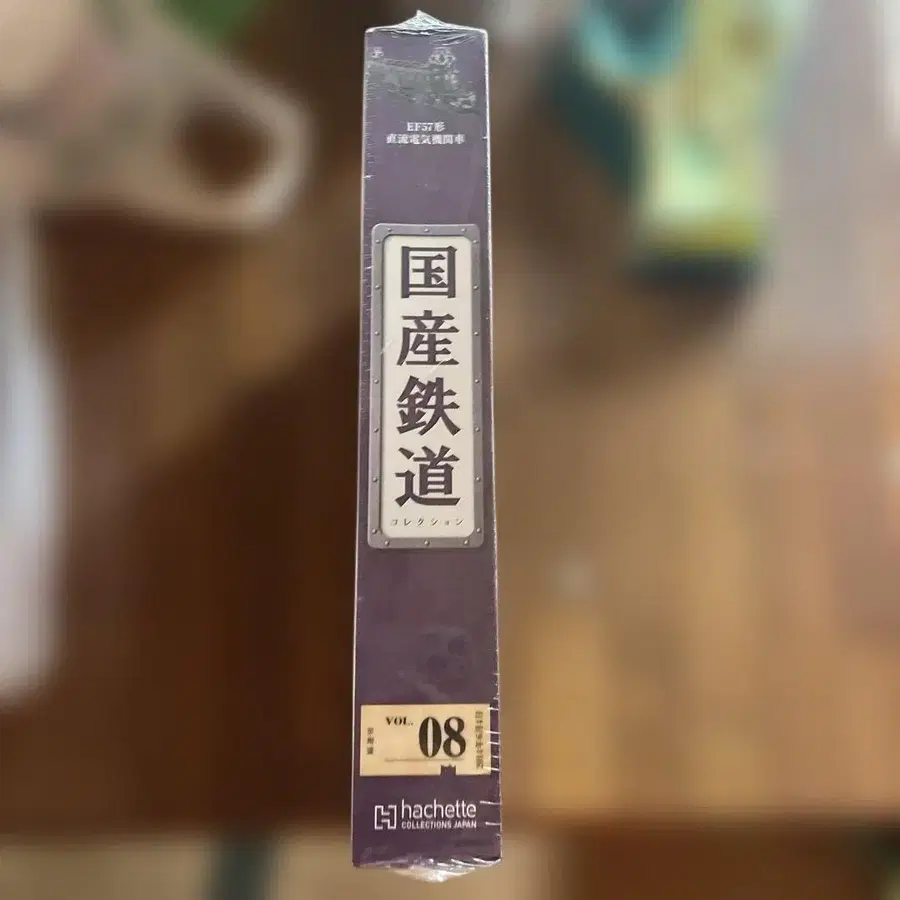 EF57形
直流電気機関車
国産鉄道
コレクション
VOL. 08
hachette
COLLECTIONS JAPAN